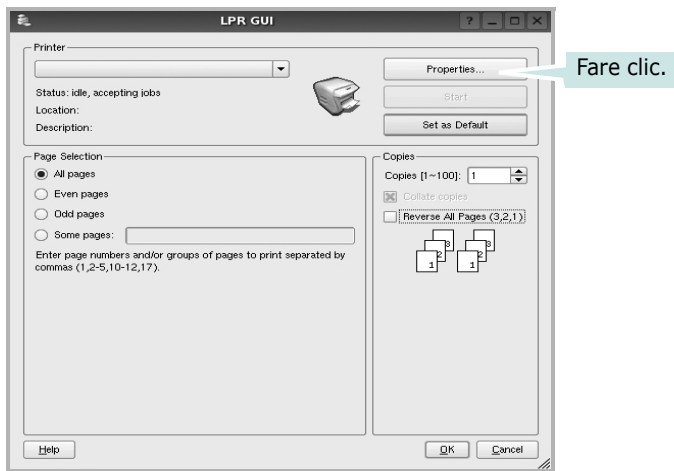 LPR GUI
Printer
Properties...
Fare clic.
Status: idle, accepting jobs
Start
Location:
Description:
Set as Default
Page Selection
All pages
Even pages
Odd pages
Some pages:
Enter page numbers and/or groups of pages to print separated by
commas (1,2-5,10-12,17).
Copies
Copies [1~100]: 1
Collate copies
Reverse All Pages (3,2,1)
3 3
2 2
1 1
Help
OK
Cancel